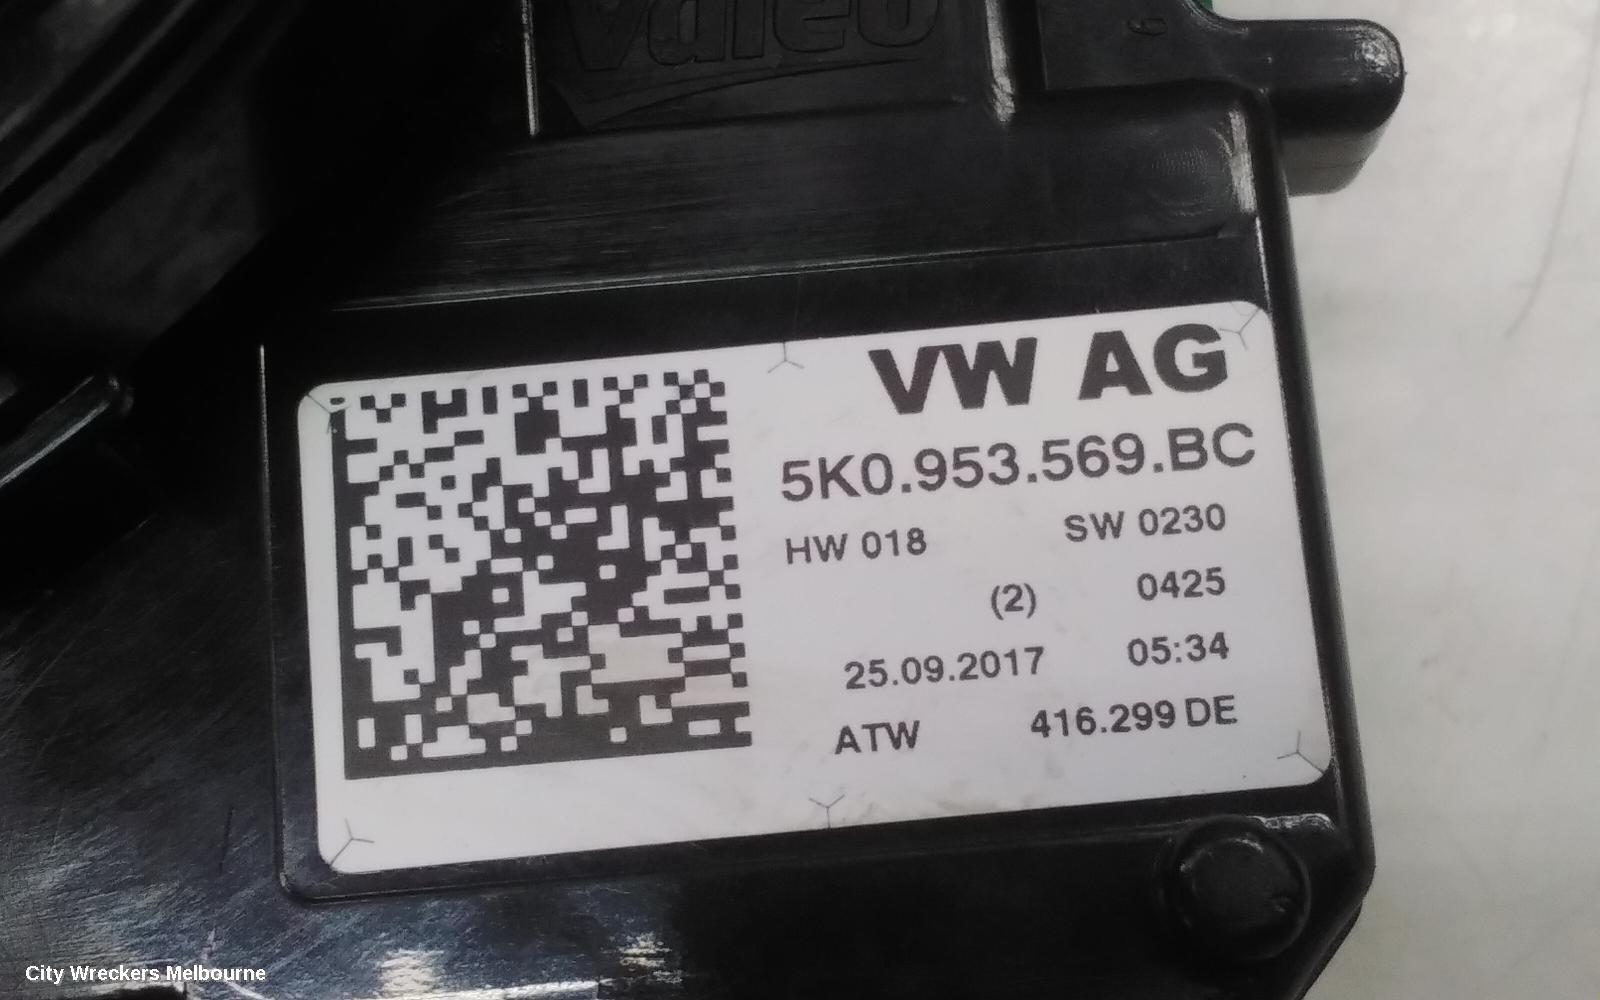 Valeo
VW AG
5K0.953.569.BC
HW 018 SW 0230
(2) 0425
25.09.2017 05:34
ATW 416.299 DE
City Wreckers Melbourne